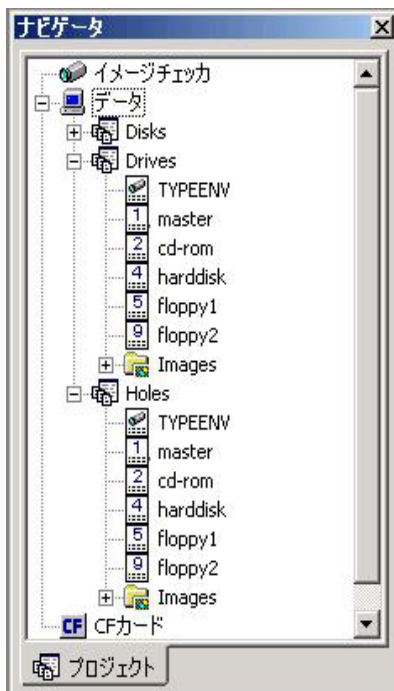 ナビゲータ
イメージチェッカ
データ
Disks
Drives
TYPEENV
1 master
2 cd-rom
4 harddisk
5 floppy1
9 floppy2
Images
Holes
TYPEENV
1 master
2 cd-rom
4 harddisk
5 floppy1
9 floppy2
Images
CF CFカード
プロジェクト